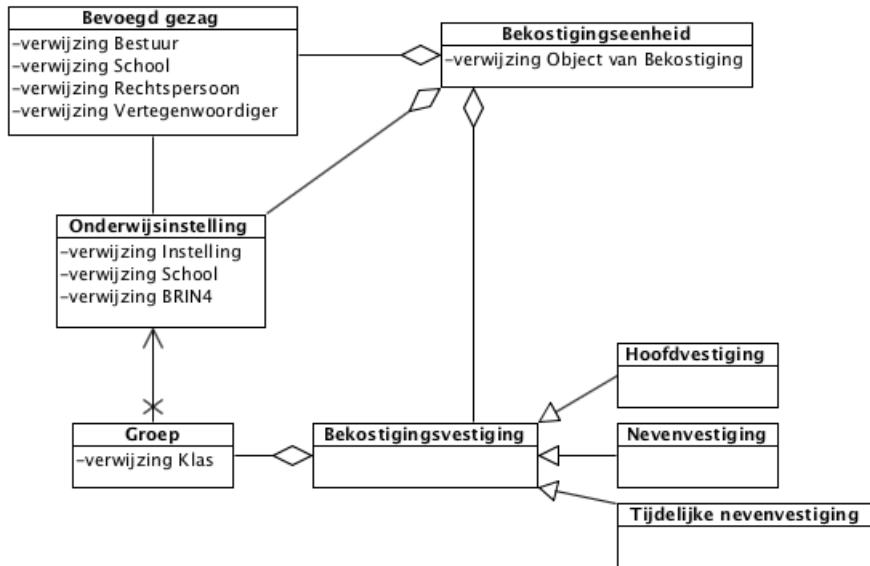 Bevoegd gezag
–verwijzing Bestuur
–verwijzing School
–verwijzing Rechtspersoon
–verwijzing Vertegenwoordiger
Bekostigingseenheid
–verwijzing Object van Bekostiging
Onderwijsinstelling
–verwijzing Instelling
–verwijzing School
–verwijzing BRIN4
Hoofdvestiging
Groep
–verwijzing Klas
Bekostigingsvestiging
Nevenvestiging
Tijdelijke nevenvestiging